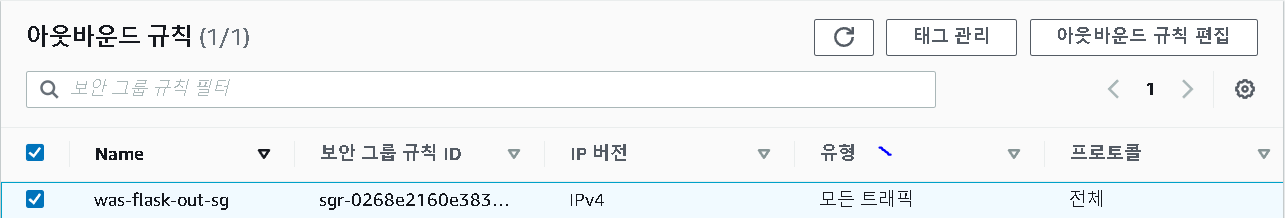 아웃바운드 규칙 (1/1)
태그 관리
아웃바운드 규칙 편집
보안 그룹 규칙 필터
1
Name 보안 그룹 규칙 ID IP 버전 유형 프로토콜
was-flask-out-sg sgr-0268e2160e383... IPv4 모든 트래픽 전체